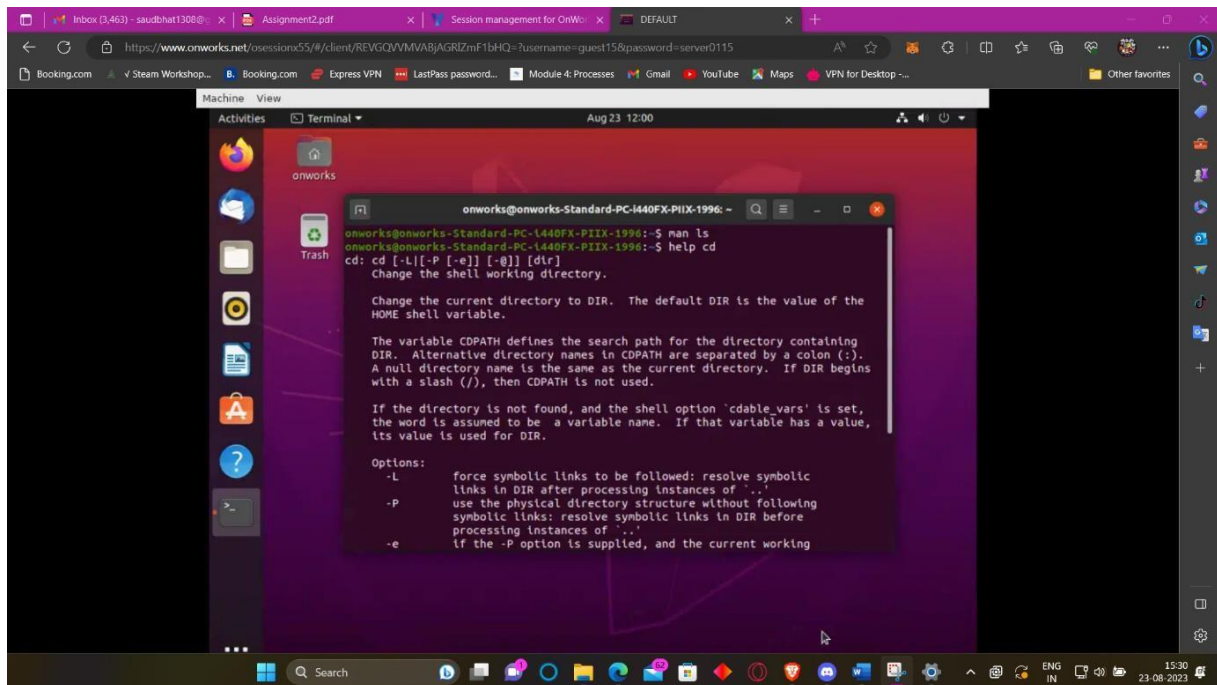 Inbox (3,463) - saudbhat1308@g
Assignment2.pdf
Session management for OnWo
DEFAULT
https://www.onworks.net/osessionx55/#/client/REVGQVVMVABjAGRlZmF1bHQ=?username=guest15&password=server0115
Booking.com
√ Steam Workshop...
B. Booking.com
Express VPN
LastPass password...
Module 4: Processes
Gmail
YouTube
Maps
VPN for Desktop -...
Other favorites
Machine View
Activities
Terminal
Aug 23 12:00
onworks
Trash
onworks@onworks-Standard-PC-i440FX-PIIX-1996: ~
onworks@onworks-Standard-PC-i440FX-PIIX-1996:~$ man ls
onworks@onworks-Standard-PC-i440FX-PIIX-1996:~$ help cd
cd: cd [-L|[-P [-e]] [-@]] [dir]
Change the shell working directory.
Change the current directory to DIR.  The default DIR is the value of the
HOME shell variable.
The variable CDPATH defines the search path for the directory containing
DIR.  Alternative directory names in CDPATH are separated by a colon (:).
A null directory name is the same as the current directory.  If DIR begins
with a slash (/), then CDPATH is not used.
If the directory is not found, and the shell option `cdable_vars' is set,
the word is assumed to be  a variable name.  If that variable has a value,
its value is used for DIR.
Options:
-L force symbolic links to be followed: resolve symbolic
links in DIR after processing instances of `..'
-P use the physical directory structure without following
symbolic links: resolve symbolic links in DIR before
processing instances of `..'
-e if the -P option is supplied, and the current working
Search
1
62
ENG
IN
15:30
23-08-2023